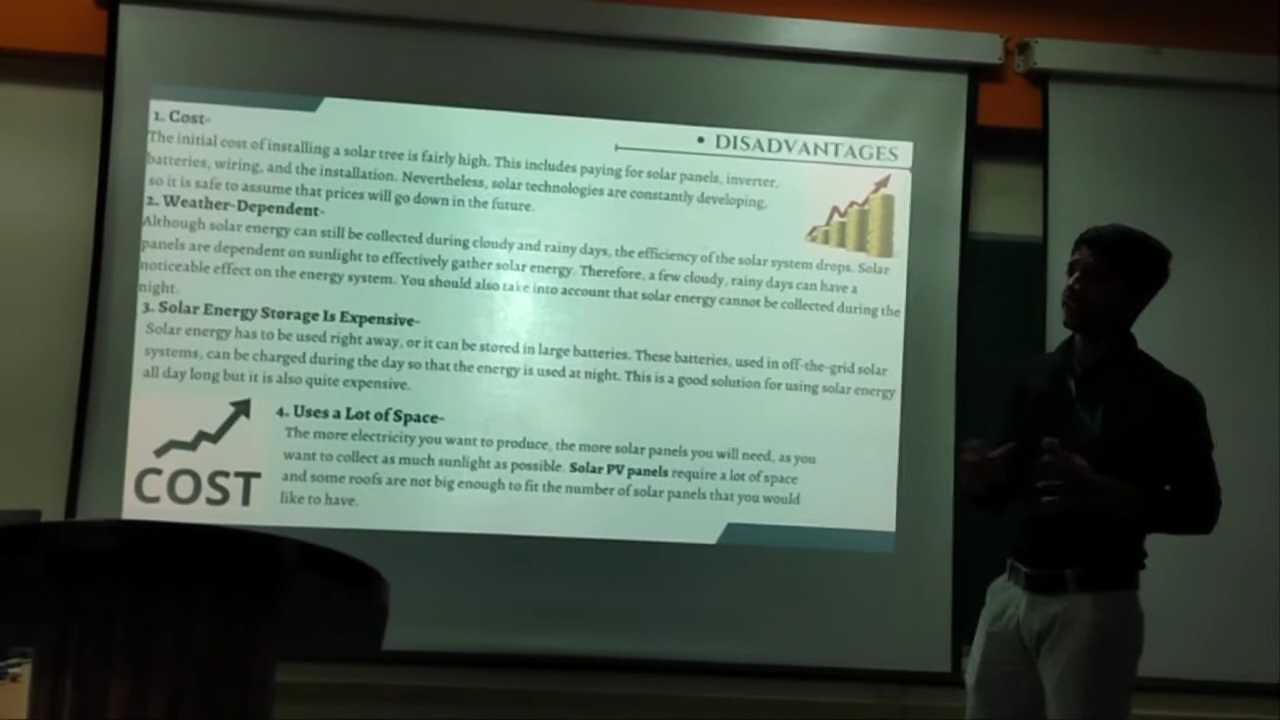 • DISADVANTAGES
1. Cost-
The initial cost of installing a solar tree is fairly high. This includes paying for solar panels, inverter,
batteries, wiring, and the installation. Nevertheless, solar technologies are constantly developing,
so it is safe to assume that prices will go down in the future.
2. Weather-Dependent-
Although solar energy can still be collected during cloudy and rainy days, the efficiency of the solar system drops. Solar
panels are dependent on sunlight to effectively gather solar energy. Therefore, a few cloudy, rainy days can have a
noticeable effect on the energy system. You should also take into account that solar energy cannot be collected during the
night.
3. Solar Energy Storage Is Expensive-
Solar energy has to be used right away, or it can be stored in large batteries. These batteries, used in off-the-grid solar
systems, can be charged during the day so that the energy is used at night. This is a good solution for using solar energy
all day long but it is also quite expensive.
COST
4. Uses a Lot of Space-
The more electricity you want to produce, the more solar panels you will need, as you
want to collect as much sunlight as possible. Solar PV panels require a lot of space
and some roofs are not big enough to fit the number of solar panels that you would
like to have.